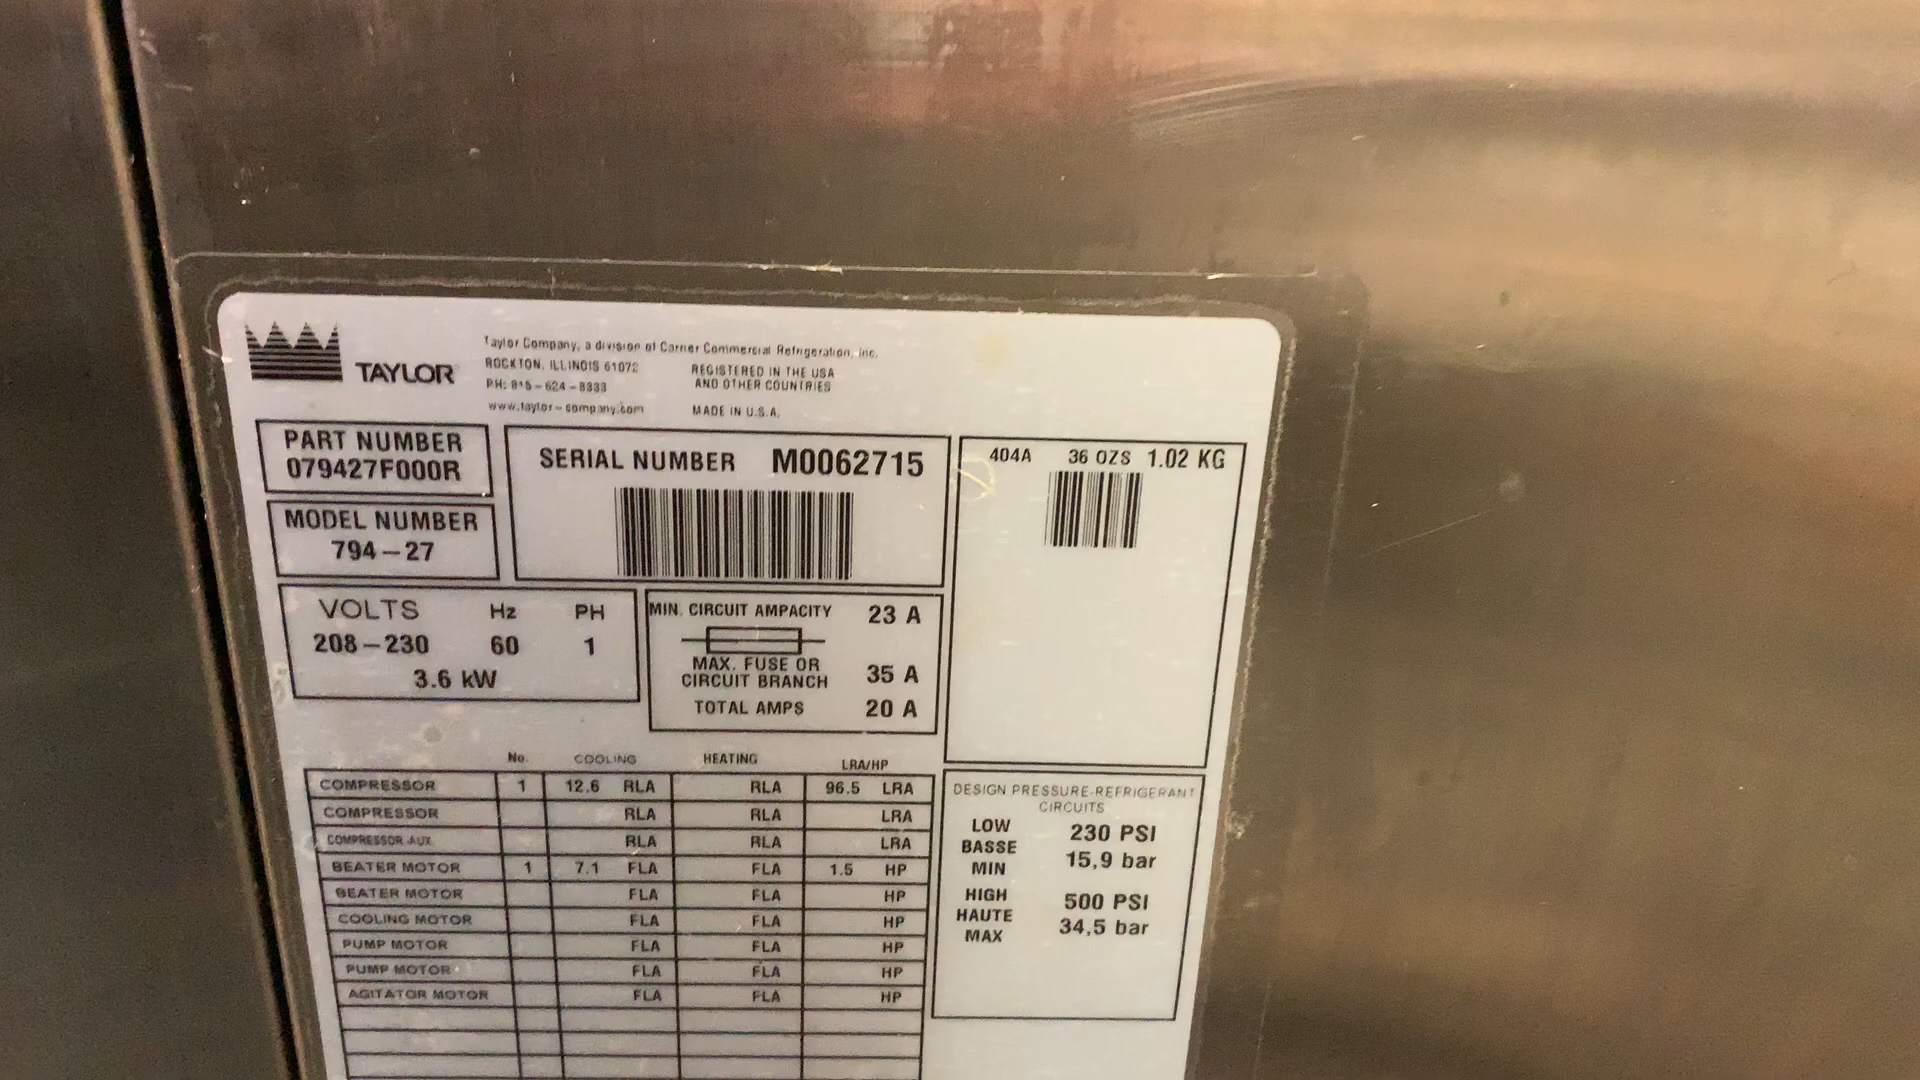 TAYLOR
Taylor Company, a division of Carrier Commercial Refrigeration, Inc.
ROCKTON, ILLINOIS 61072
PH: 815-624-8333
www.taylor-company.com
REGISTERED IN THE USA
AND OTHER COUNTRIES
MADE IN U.S.A.
PART NUMBER
079427F000R
MODEL NUMBER
794-27
SERIAL NUMBER M0062715
404A 36 OZS 1.02 KG
VOLTS Hz PH
208-230 60 1
3.6 kW
MIN. CIRCUIT AMPACITY 23 A
MAX. FUSE OR
CIRCUIT BRANCH 35 A
TOTAL AMPS 20 A
No. COOLING HEATING LRA/HP
COMPRESSOR 1 12.6 RLA RLA 96.5 LRA
COMPRESSOR RLA RLA LRA
COMPRESSOR-AUX. RLA RLA LRA
BEATER MOTOR 1 7.1 FLA FLA 1.5 HP
BEATER MOTOR FLA FLA HP
COOLING MOTOR FLA FLA HP
PUMP MOTOR FLA FLA HP
PUMP MOTOR FLA FLA HP
AGITATOR MOTOR FLA FLA HP
DESIGN PRESSURE-REFRIGERANT
CIRCUITS
LOW
BASSE
MIN
230 PSI
15,9 bar
HIGH
HAUTE
MAX
500 PSI
34,5 bar